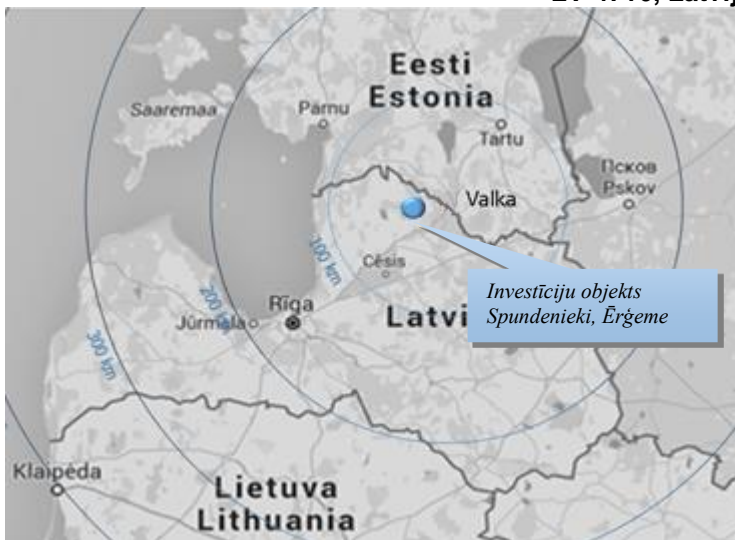 Eesti
Estonia
Saaremaa
Parnu
Tartu
Псков
Pskov
Valka
100 km
Cēsis
Investīciju objekts
Spundenieki, Ērģeme
200
Rīga
Jūrmala
Latvi
300 km
Klaipėda
Lietuva
Lithuania